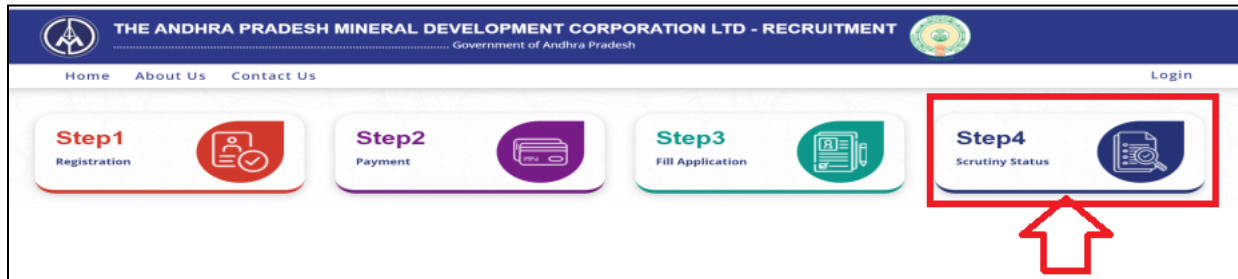 THE ANDHRA PRADESH MINERAL DEVELOPMENT CORPORATION LTD - RECRUITMENT
Government of Andhra Pradesh
Home About Us Contact Us Login
Step1
Registration
Step2
Payment
Step3
Fill Application
Step4
Scrutiny Status